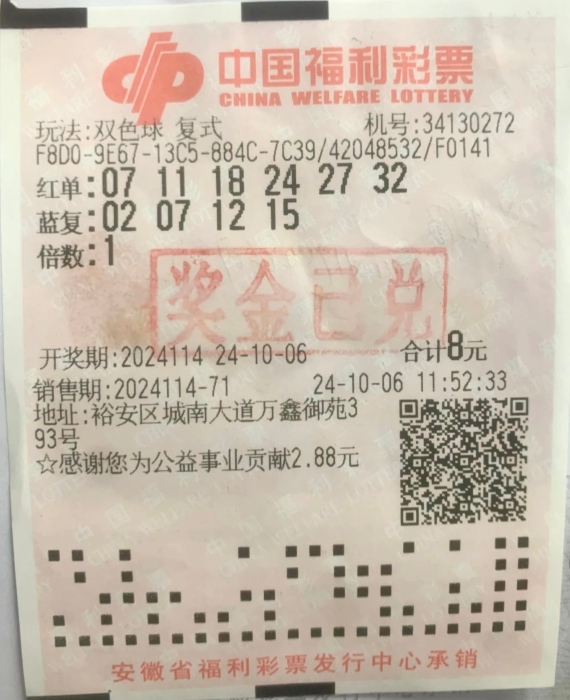 中国福利彩票
CHINA WELFARE LOTTERY
玩法:双色球 复式 机号:34130272
F8D0-9E67-13C5-884C-7C39/42048532/F0141
红单:07 11 18 24 27 32
蓝复:02 07 12 15
倍数:1
奖金已兑
开奖期:2024114 24-10-06 合计8元
销售期:2024114-71 24-10-06 11:52:33
地址:裕安区城南大道万鑫御苑3
93号
☆感谢您为公益事业贡献2.88元
安徽省福利彩票发行中心承销